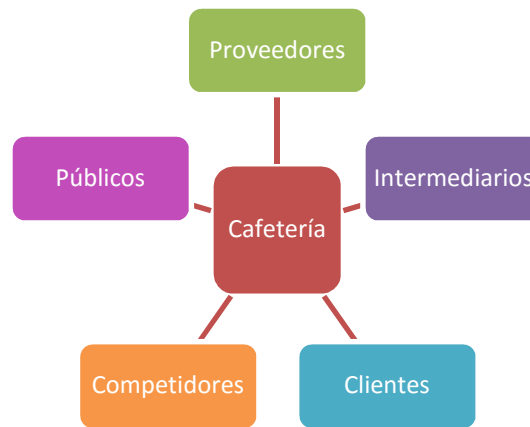 Proveedores
Públicos
Intermediarios
Cafetería
Competidores
Clientes